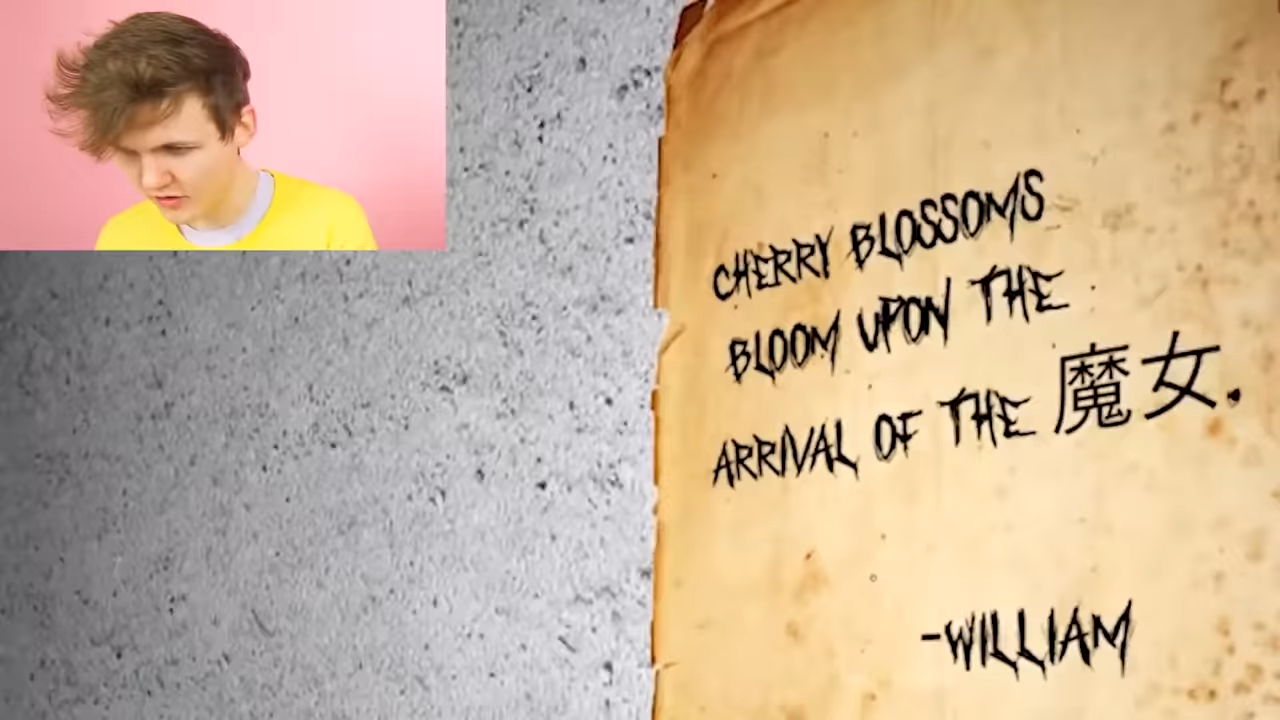 CHERRY BLOSSOMS
BLOOM UPON THE
ARRIVAL OF THE 魔女.
-WILLIAM